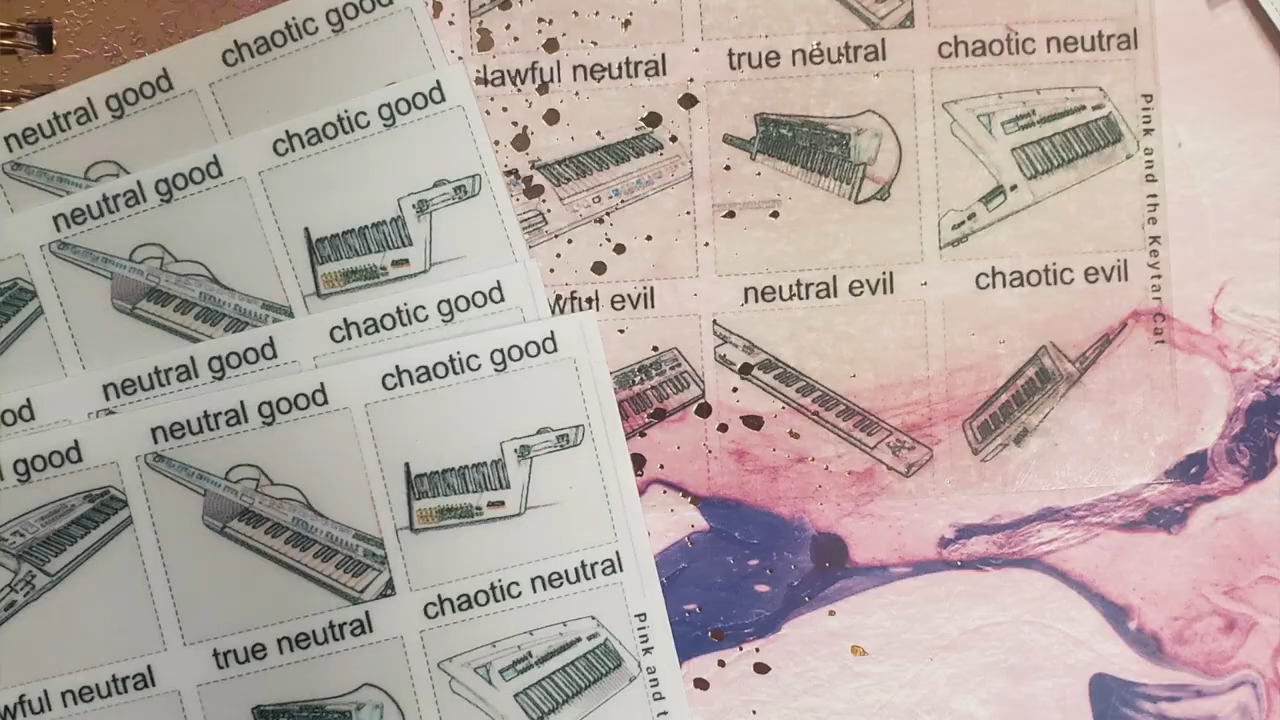 chaotic good
neutral good
chaotic good
neutral good
chaotic good
neutral good
chaotic good
neutral good
good
chaotic neutral
true neutral
wful neutral
Pink and t
lawful neutral
true neutral
chaotic neutral
wful evil
neutral evil
chaotic evil
Pink and the Keytar Cat